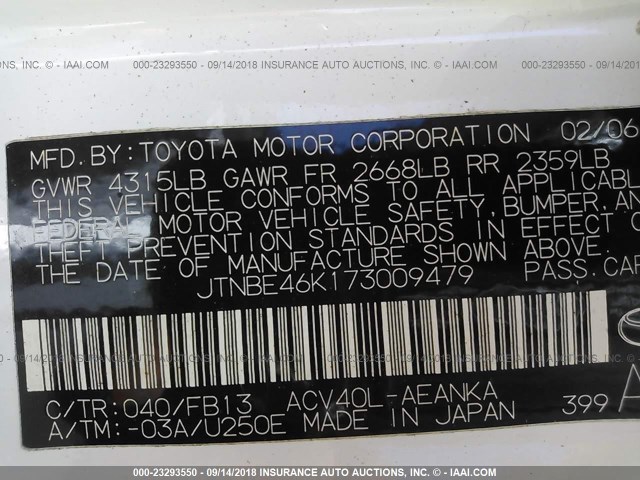 INC. - IAAI.COM 000-23293550 - 09/14/2018 INSURANCE AUTO AUCTIONS, INC. - IAAI.COM 000-23293550
MFD. BY: TOYOTA MOTOR CORPORATION 02/06
GVWR 4315LB GAWR FR 2668LB RR 2359LB
THIS VEHICLE CONFORMS TO ALL APPLICABL
FEDERAL MOTOR VEHICLE SAFETY, BUMPER, AN
THEFT PREVENTION STANDARDS IN EFFECT O
THE DATE OF MANUFACTURE SHOWN ABOVE.
JTNBE46K173009479 PASS. CAR
C/TR: 040/FB13 ACV40L-AEANKA
A/TM: -03A/U250E MADE IN JAPAN 399 A
000-23293550 - 09/14/2018 INSURANCE AUTO AUCTIONS, INC. - IAAI.COM